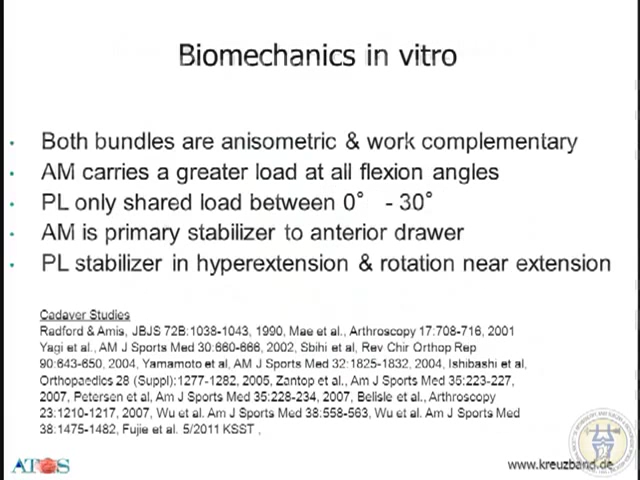 Biomechanics in vitro
• Both bundles are anisometric & work complementary
• AM carries a greater load at all flexion angles
• PL only shared load between 0° - 30°
• AM is primary stabilizer to anterior drawer
• PL stabilizer in hyperextension & rotation near extension
Cadaver Studies
Radford & Amis, JBJS 72B:1038-1043, 1990, Mae et al., Arthroscopy 17:708-716, 2001
Yagi et al., AM J Sports Med 30:660-666, 2002, Sbihi et al, Rev Chir Orthop Rep
90:643-650, 2004, Yamamoto et al, AM J Sports Med 32:1825-1832, 2004, Ishibashi et al,
Orthopaedics 28 (Suppl):1277-1282, 2005, Zantop et al., Am J Sports Med 35:223-227,
2007, Petersen et al, Am J Sports Med 35:228-234, 2007, Belisle et al., Arthroscopy
23:1210-1217, 2007, Wu et al. Am J Sports Med 38:558-563, Wu et al. Am J Sports Med
38:1475-1482, Fujie et al. 5/2011 KSST ,
ATOS
www.kreuzband.de